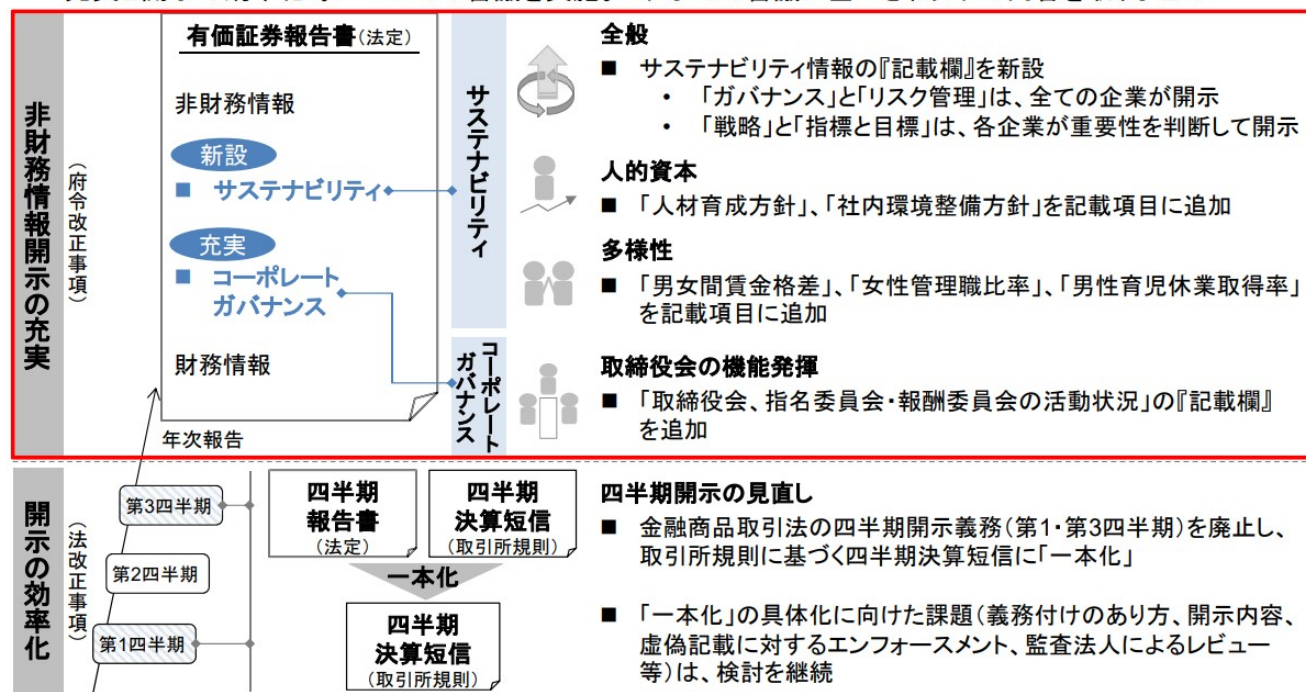 有価証券報告書(法定)
非財務情報開示の充実
(府令改正事項)
非財務情報
新設
■ サステナビリティ
充実
■ コーポレート
ガバナンス
財務情報
年次報告
サステナビリティ
コーポレート
ガバナンス
全般
■ サステナビリティ情報の『記載欄』を新設
・ 「ガバナンス」と「リスク管理」は、全ての企業が開示
・ 「戦略」と「指標と目標」は、各企業が重要性を判断して開示
人的資本
■ 「人材育成方針」、「社内環境整備方針」を記載項目に追加
多様性
■ 「男女間賃金格差」、「女性管理職比率」、「男性育児休業取得率」
を記載項目に追加
取締役会の機能発揮
■ 「取締役会、指名委員会・報酬委員会の活動状況」の『記載欄』
を追加
開示の効率化
(法改正事項)
第3四半期
第2四半期
第1四半期
四半期
報告書
(法定)
四半期
決算短信
(取引所規則)
一本化
四半期
決算短信
(取引所規則)
四半期開示の見直し
■ 金融商品取引法の四半期開示義務(第1・第3四半期)を廃止し、
取引所規則に基づく四半期決算短信に「一本化」
■ 「一本化」の具体化に向けた課題(義務付けのあり方、開示内容、
虚偽記載に対するエンフォースメント、監査法人によるレビュー
等)は、検討を継続